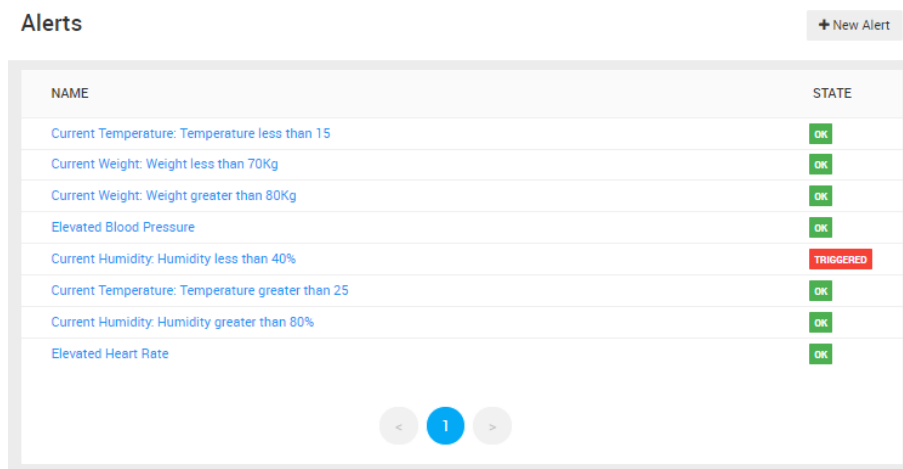 Alerts
+ New Alert
NAME STATE
Current Temperature: Temperature less than 15 OK
Current Weight: Weight less than 70Kg OK
Current Weight: Weight greater than 80Kg OK
Elevated Blood Pressure OK
Current Humidity: Humidity less than 40% TRIGGERED
Current Temperature: Temperature greater than 25 OK
Current Humidity: Humidity greater than 80% OK
Elevated Heart Rate OK
< 1 >